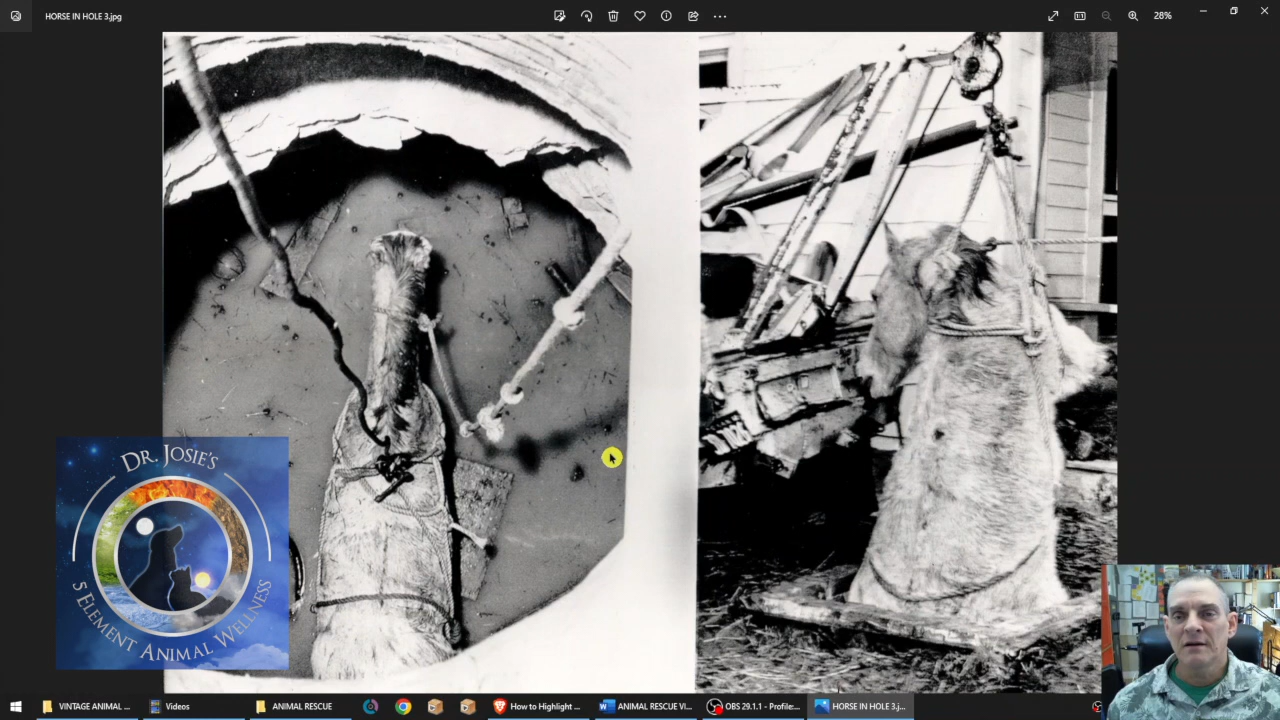 HORSE IN HOLE 3.jpg
28%
DR. JOSIE'S
5 ELEMENT ANIMAL WELLNESS
VINTAGE ANIMAL ...
Videos
ANIMAL RESCUE
How to Highlight ...
ANIMAL RESCUE VI...
OBS 29.1.1 - Profile:...
HORSE IN HOLE 3.j...